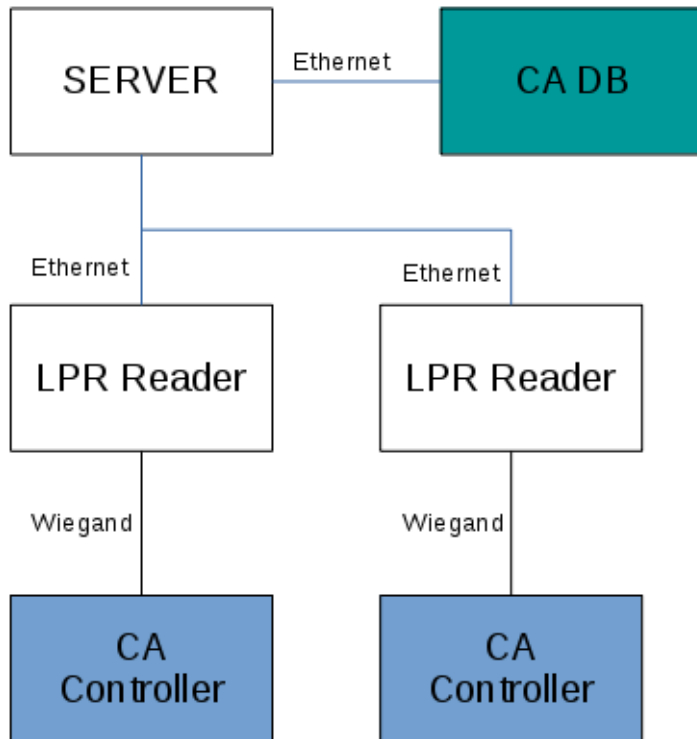 SERVER
Ethernet
CA DB
Ethernet
Ethernet
LPR Reader
LPR Reader
Wiegand
Wiegand
CA
Controller
CA
Controller